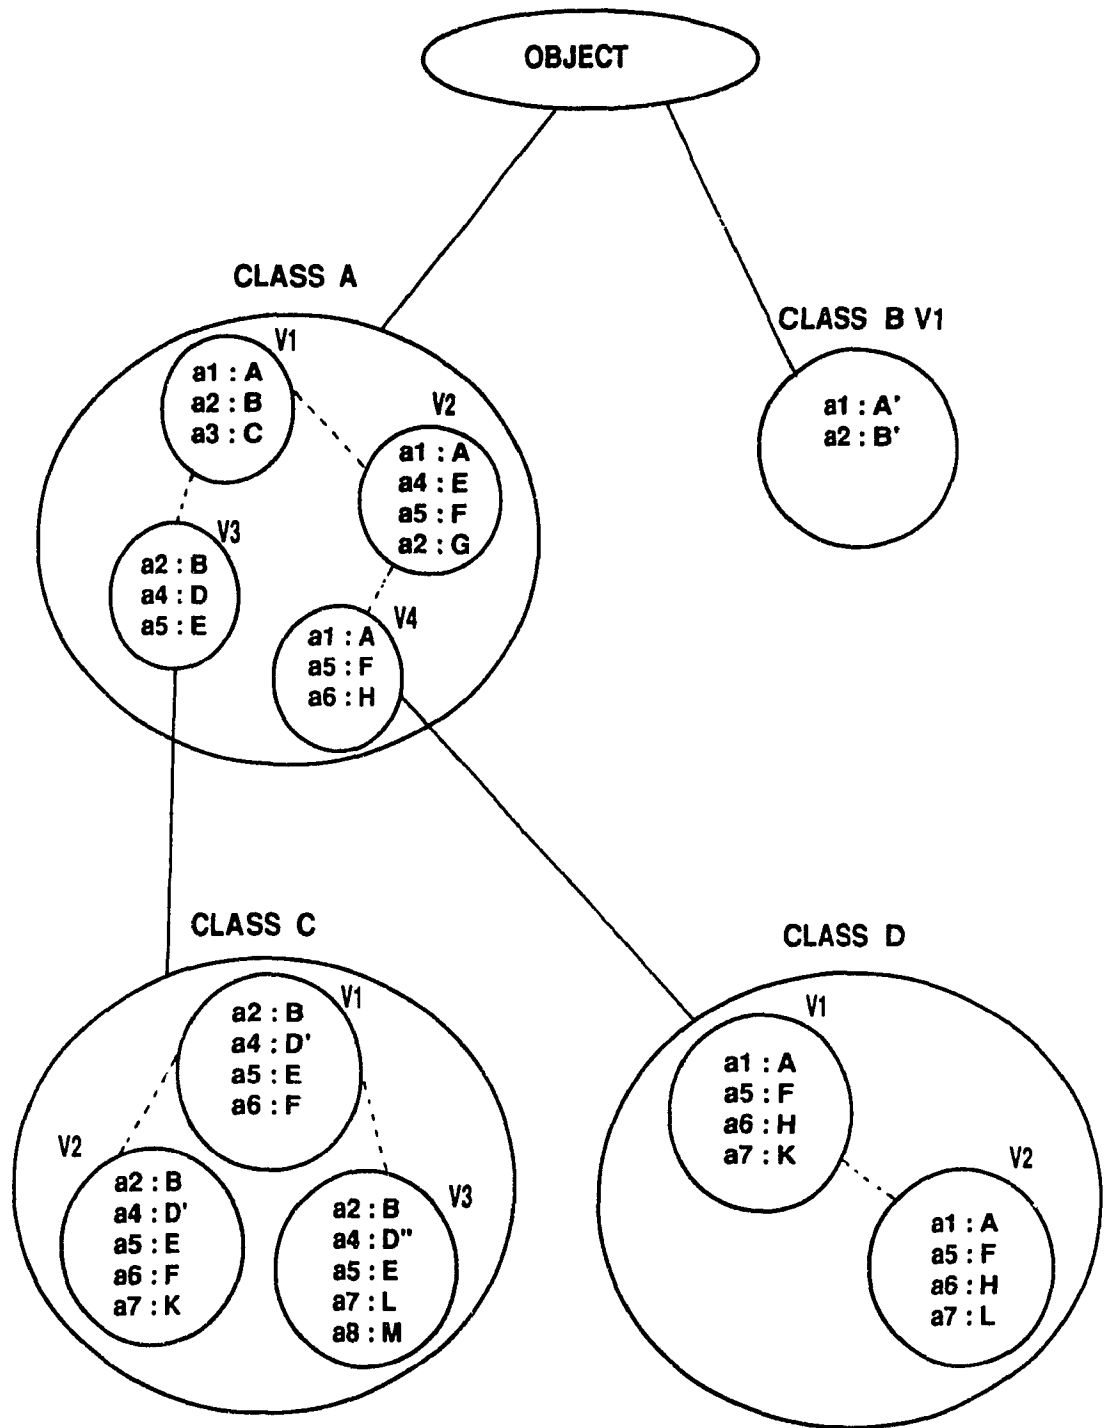 OBJECT
CLASS A
V1
a1 : A
a2 : B
a3 : C
V2
a1 : A
a4 : E
a5 : F
a2 : G
V3
a2 : B
a4 : D
a5 : E
V4
a1 : A
a5 : F
a6 : H
CLASS B V1
a1 : A'
a2 : B'
CLASS C
V1
a2 : B
a4 : D'
a5 : E
a6 : F
V2
a2 : B
a4 : D'
a5 : E
a6 : F
a7 : K
V3
a2 : B
a4 : D"
a5 : E
a7 : L
a8 : M
CLASS D
V1
a1 : A
a5 : F
a6 : H
a7 : K
V2
a1 : A
a5 : F
a6 : H
a7 : L